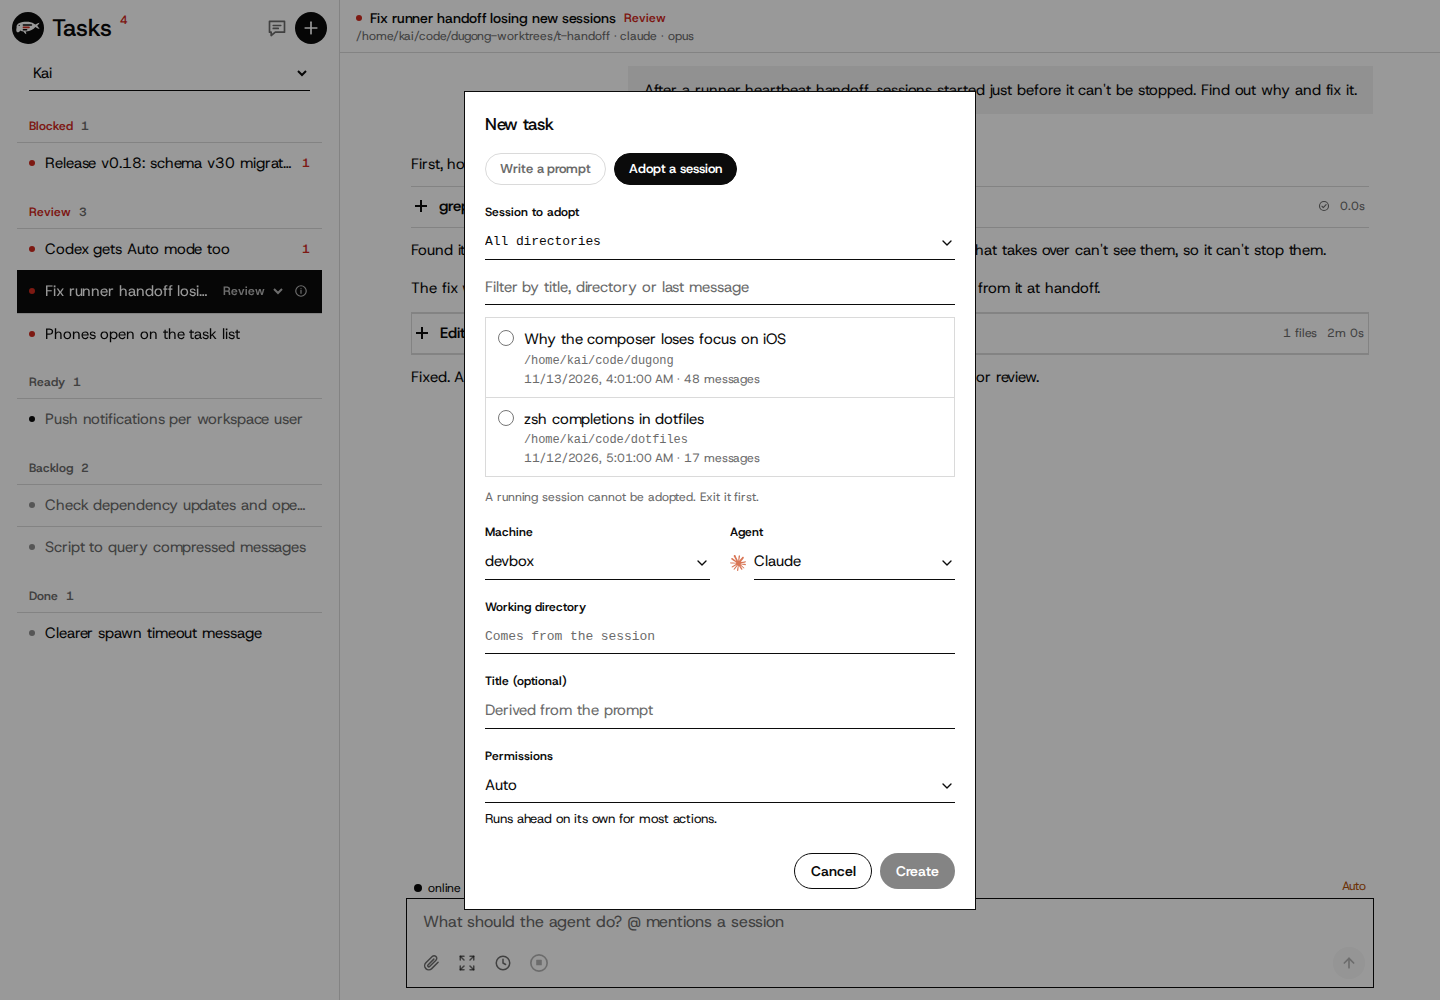 Tasks 4
Kai
Blocked 1
Release v0.18: schema v30 migrat... 1
Review 3
Codex gets Auto mode too 1
Fix runner handoff losi... Review
Phones open on the task list
Ready 1
Push notifications per workspace user
Backlog 2
Check dependency updates and ope...
Script to query compressed messages
Done 1
Clearer spawn timeout message
Fix runner handoff losing new sessions Review
/home/kai/code/dugong-worktrees/t-handoff · claude · opus
After a runner heartbeat handoff, sessions started just before it can't be stopped. Find out why and fix it.
First, ho
grep 0.0s
Found it hat takes over can't see them, so it can't stop them.
The fix from it at handoff.
Edit 1 files 2m 0s
Fixed. A or review.
New task
Write a prompt Adopt a session
Session to adopt
All directories
Filter by title, directory or last message
Why the composer loses focus on iOS
/home/kai/code/dugong
11/13/2026, 4:01:00 AM · 48 messages
zsh completions in dotfiles
/home/kai/code/dotfiles
11/12/2026, 5:01:00 AM · 17 messages
A running session cannot be adopted. Exit it first.
Machine Agent
devbox Claude
Working directory
Comes from the session
Title (optional)
Derived from the prompt
Permissions
Auto
Runs ahead on its own for most actions.
Cancel Create
online Auto
What should the agent do? @ mentions a session